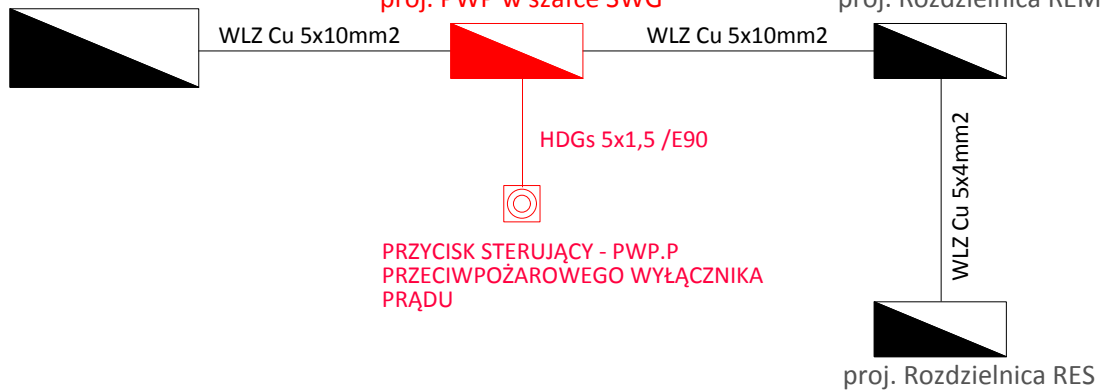 proj. PWP w szafce SWG
proj. Rozdzielnica REM
WLZ Cu 5x10mm2
WLZ Cu 5x10mm2
HDGs 5x1,5 /E90
WLZ Cu 5x4mm2
PRZYCISK STERUJĄCY - PWP.P
PRZECIWPOŻAROWEGO WYŁĄCZNIKA
PRĄDU
proj. Rozdzielnica RES